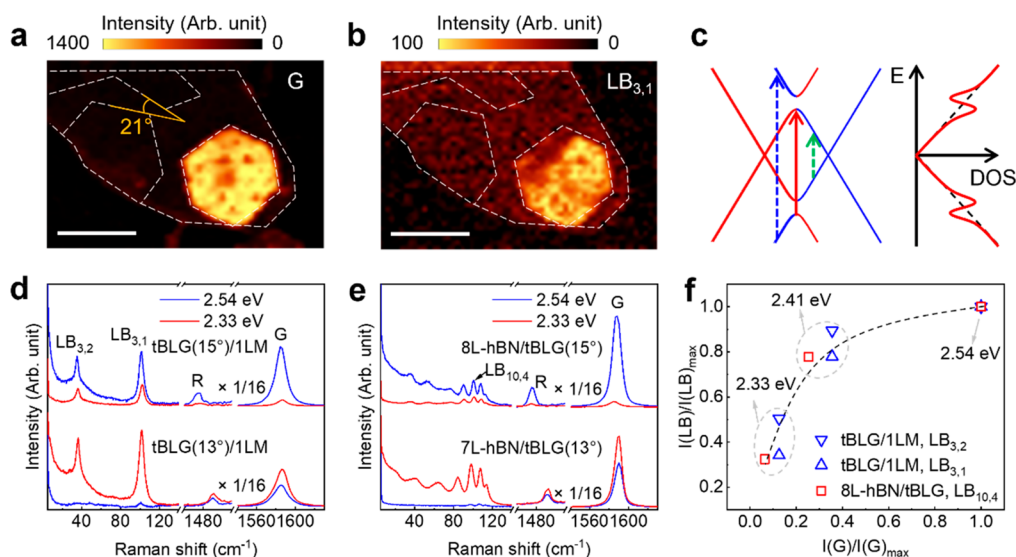 a
Intensity (Arb. unit)
1400 0
G
21°
b
Intensity (Arb. unit)
100 0
LB3,1
c
E
DOS
d
Intensity (Arb. unit)
2.54 eV
2.33 eV
LB3,2
LB3,1
tBLG(15°)/1LM
R
× 1/16
G
tBLG(13°)/1LM
× 1/16
40 80 120 1480 1560 1600
Raman shift (cm-1)
e
Intensity (Arb. unit)
2.54 eV
2.33 eV
G
8L-hBN/tBLG(15°)
LB10,4
R
× 1/16
7L-hBN/tBLG(13°)
× 1/16
40 80 120 1480 1560 1600
Raman shift (cm-1)
f
I(LB)/I(LB)max
1.0
0.8
0.6
0.4
0.2
2.41 eV
2.54 eV
2.33 eV
tBLG/1LM, LB3,2
tBLG/1LM, LB3,1
8L-hBN/tBLG, LB10,4
0.0 0.2 0.4 0.6 0.8 1.0
I(G)/I(G)max